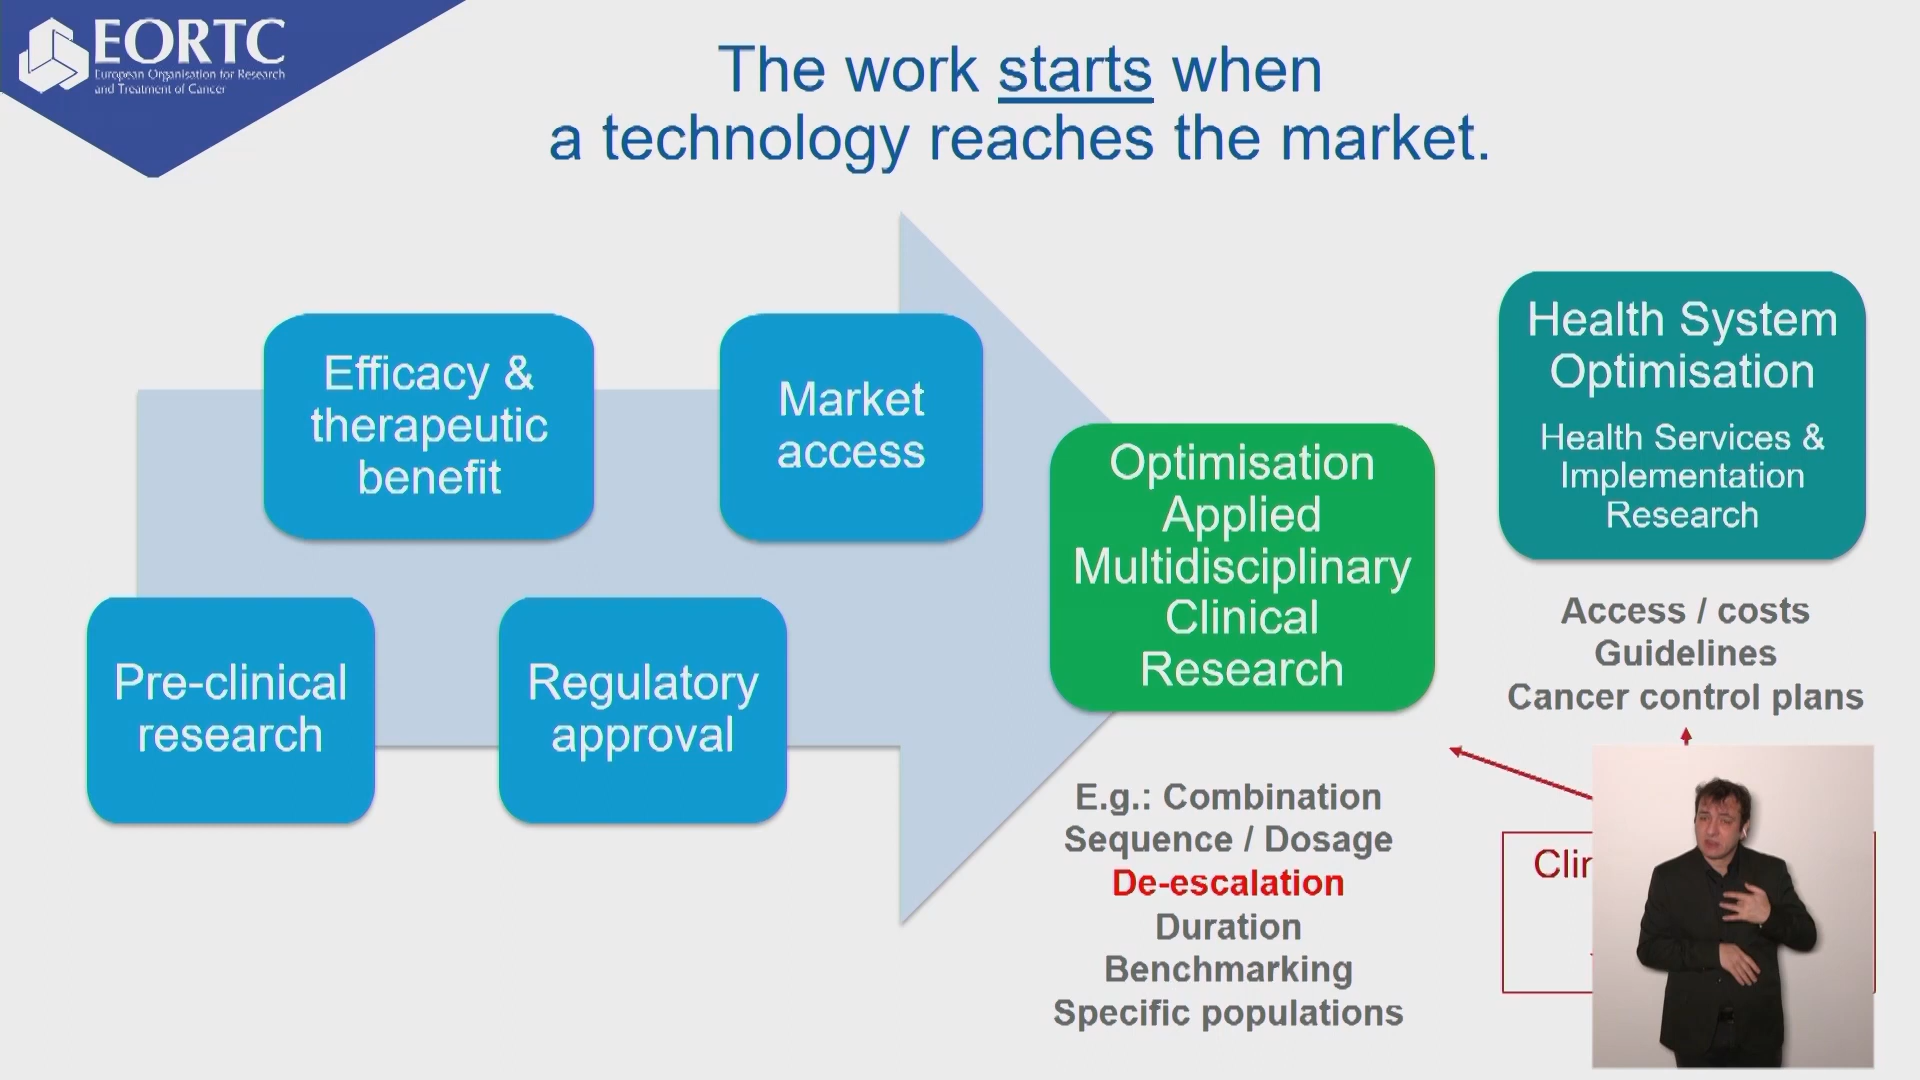 EORTC
European Organisation for Research
and Treatment of Cancer
The work starts when
a technology reaches the market.
Efficacy &
therapeutic
benefit
Market
access
Pre-clinical
research
Regulatory
approval
Optimisation
Applied
Multidisciplinary
Clinical
Research
E.g.: Combination
Sequence / Dosage
De-escalation
Duration
Benchmarking
Specific populations
Health System
Optimisation
Health Services &
Implementation
Research
Access / costs
Guidelines
Cancer control plans